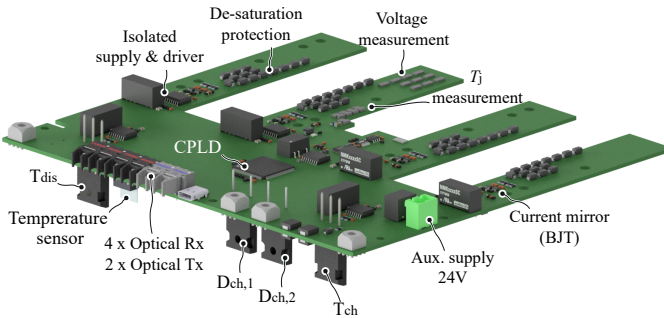 De-saturation
protection
Voltage
measurement
Isolated
supply & driver
Tj
measurement
CPLD
Tdis
Temprerature
sensor
4 x Optical Rx
2 x Optical Tx
Dch,1
Dch,2
Tch
Aux. supply
24V
Current mirror
(BJT)